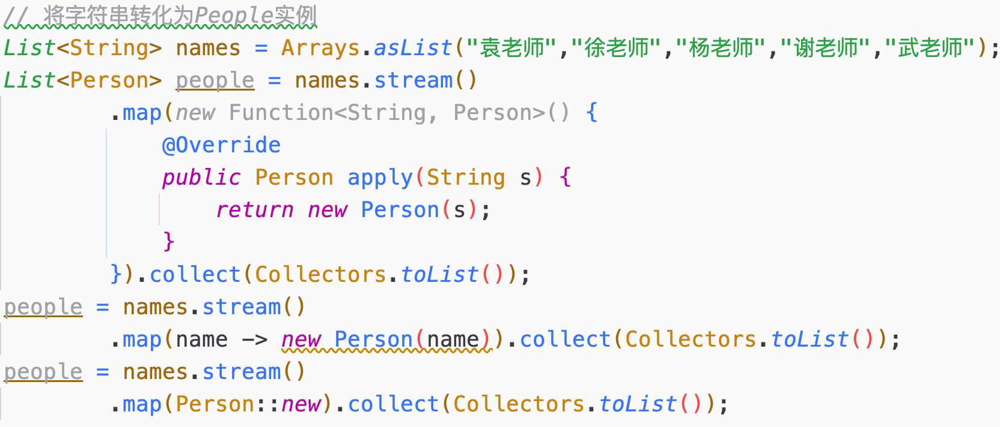 // 将字符串转化为People实例
List<String> names = Arrays.asList("袁老师","徐老师","杨老师","谢老师","武老师");
List<Person> people = names.stream()
        .map(new Function<String, Person>() {
            @Override
            public Person apply(String s) {
                return new Person(s);
            }
        }).collect(Collectors.toList());
people = names.stream()
        .map(name -> new Person(name)).collect(Collectors.toList());
people = names.stream()
        .map(Person::new).collect(Collectors.toList());